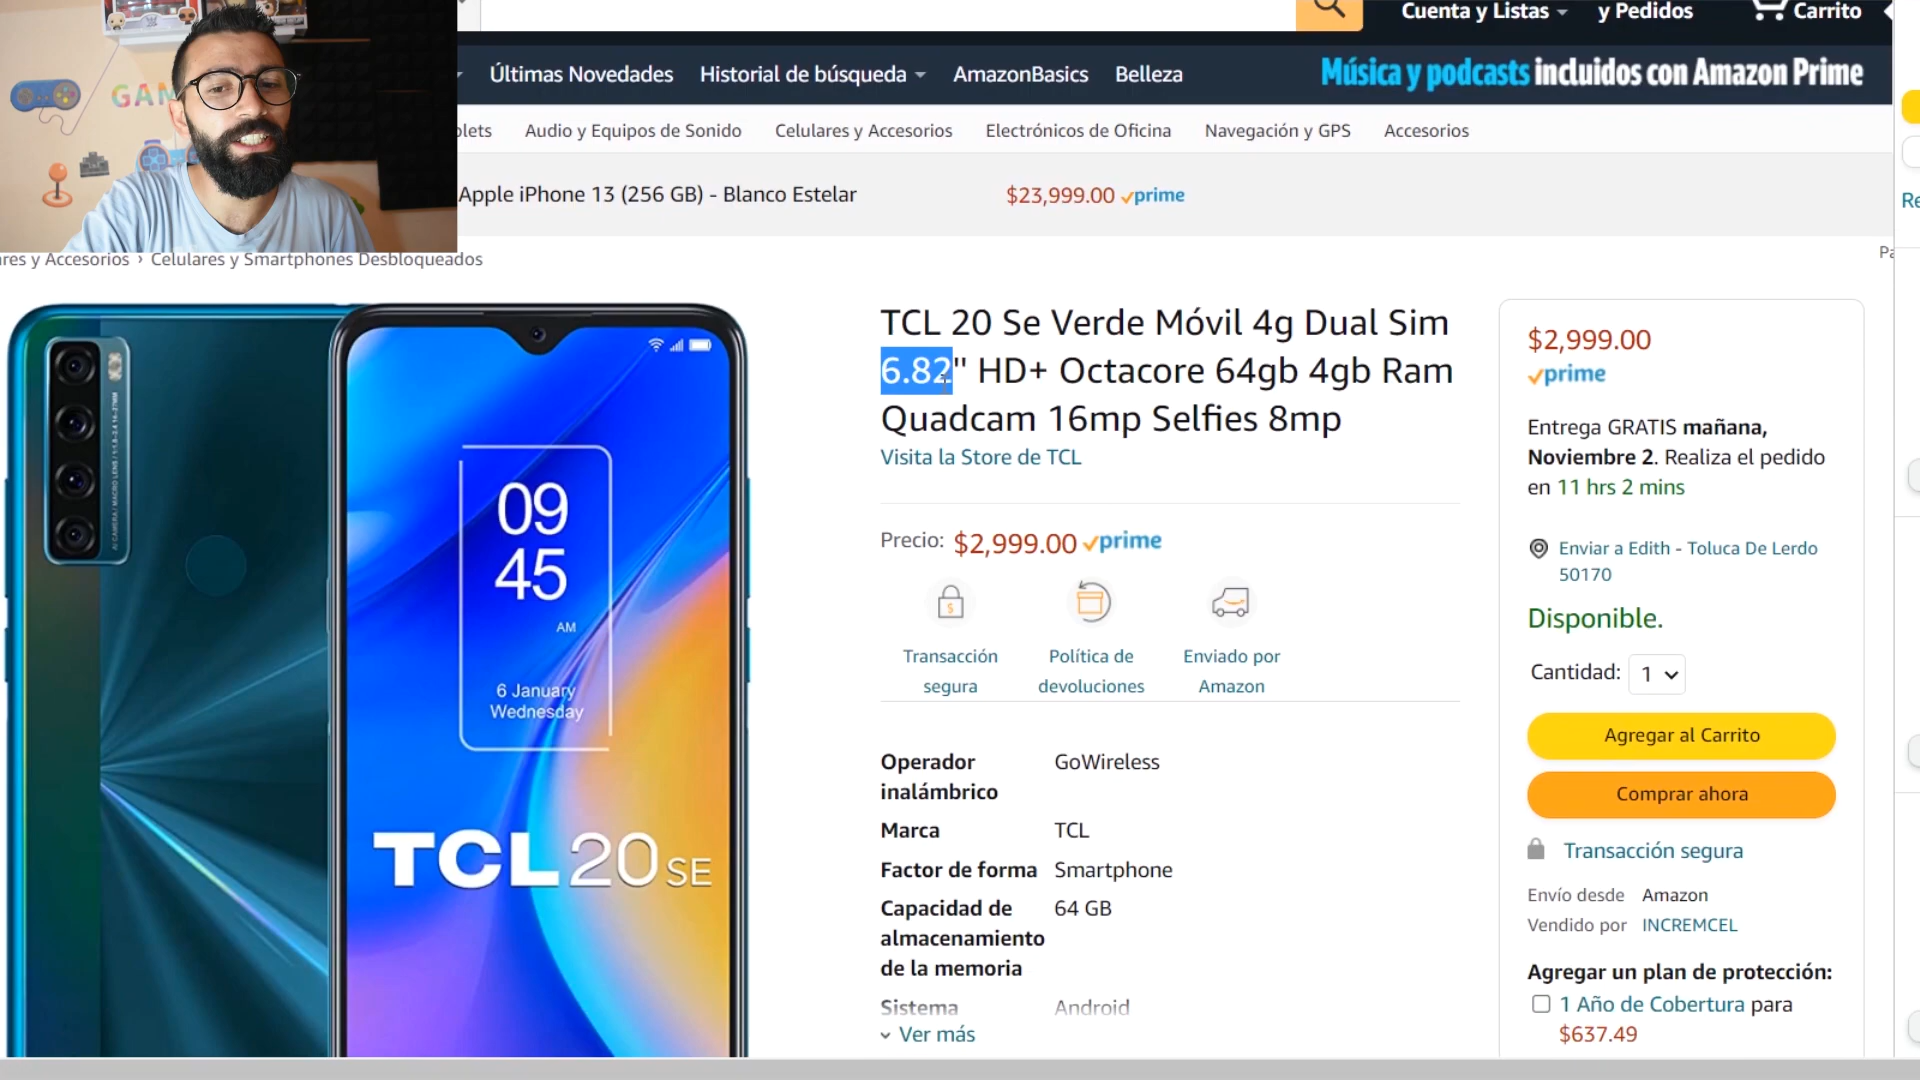 Cuenta y Listas
y Pedidos
Carrito
GAM
Últimas Novedades
Historial de búsqueda
AmazonBasics
Belleza
Música y podcasts incluidos con Amazon Prime
Audio y Equipos de Sonido
Celulares y Accesorios
Electrónicos de Oficina
Navegación y GPS
Accesorios
Apple iPhone 13 (256 GB) - Blanco Estelar
$23,999.00 prime
res y Accesorios › Celulares y Smartphones Desbloqueados
TCL 20 Se Verde Móvil 4g Dual Sim
6.82" HD+ Octacore 64gb 4gb Ram
Quadcam 16mp Selfies 8mp
Visita la Store de TCL
Precio: $2,999.00 prime
Transacción
segura
Política de
devoluciones
Enviado por
Amazon
Operador
inalámbrico
GoWireless
Marca
TCL
Factor de forma
Smartphone
Capacidad de
almacenamiento
de la memoria
64 GB
Sistema
Android
Ver más
09
45
AM
6 January
Wednesday
TCL 20 SE
$2,999.00
prime
Entrega GRATIS mañana,
Noviembre 2. Realiza el pedido
en 11 hrs 2 mins
Enviar a Edith - Toluca De Lerdo
50170
Disponible.
Cantidad: 1
Agregar al Carrito
Comprar ahora
Transacción segura
Envío desde Amazon
Vendido por INCREMCEL
Agregar un plan de protección:
1 Año de Cobertura para
$637.49
Re